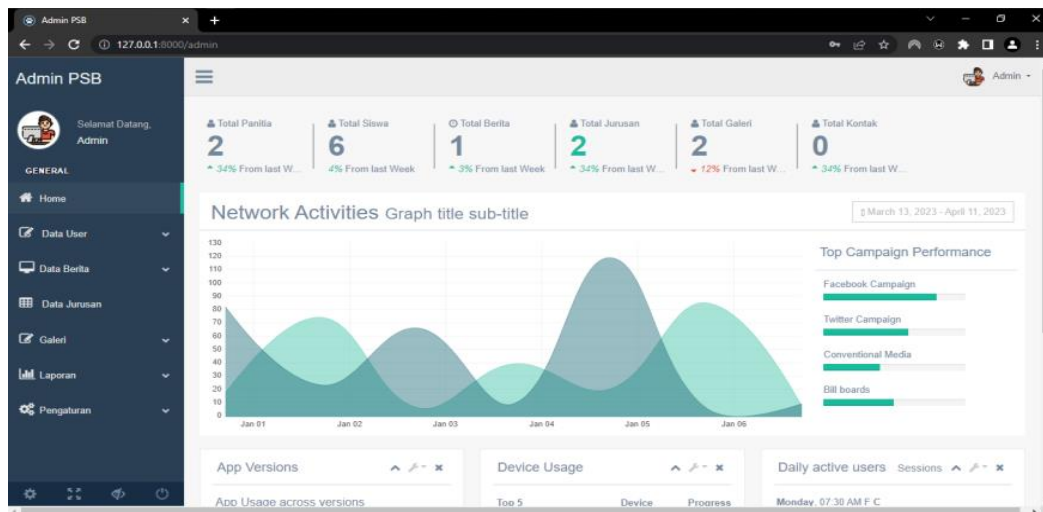 Admin PSB
127.0.0.1:8000/admin
Admin PSB
Admin
Selamat Datang,
Admin
GENERAL
Home
Data User
Data Berita
Data Jurusan
Galeri
Laporan
Pengaturan
Total Panitia
2
34% From last W...
Total Siswa
6
4% From last Week
Total Berita
1
3% From last Week
Total Jurusan
2
34% From last W...
Total Galeri
2
12% From last W...
Total Kontak
0
34% From last W...
Network Activities Graph title sub-title
March 13, 2023 - April 11, 2023
130
120
110
100
90
80
70
60
50
40
30
20
10
0
Jan 01 Jan 02 Jan 03 Jan 04 Jan 05 Jan 06
Top Campaign Performance
Facebook Campaign
Twitter Campaign
Conventional Media
Bill boards
App Versions
App Usage across versions
Device Usage
Top 5 Device Progress
Daily active users Sessions
Monday, 07:30 AM F C